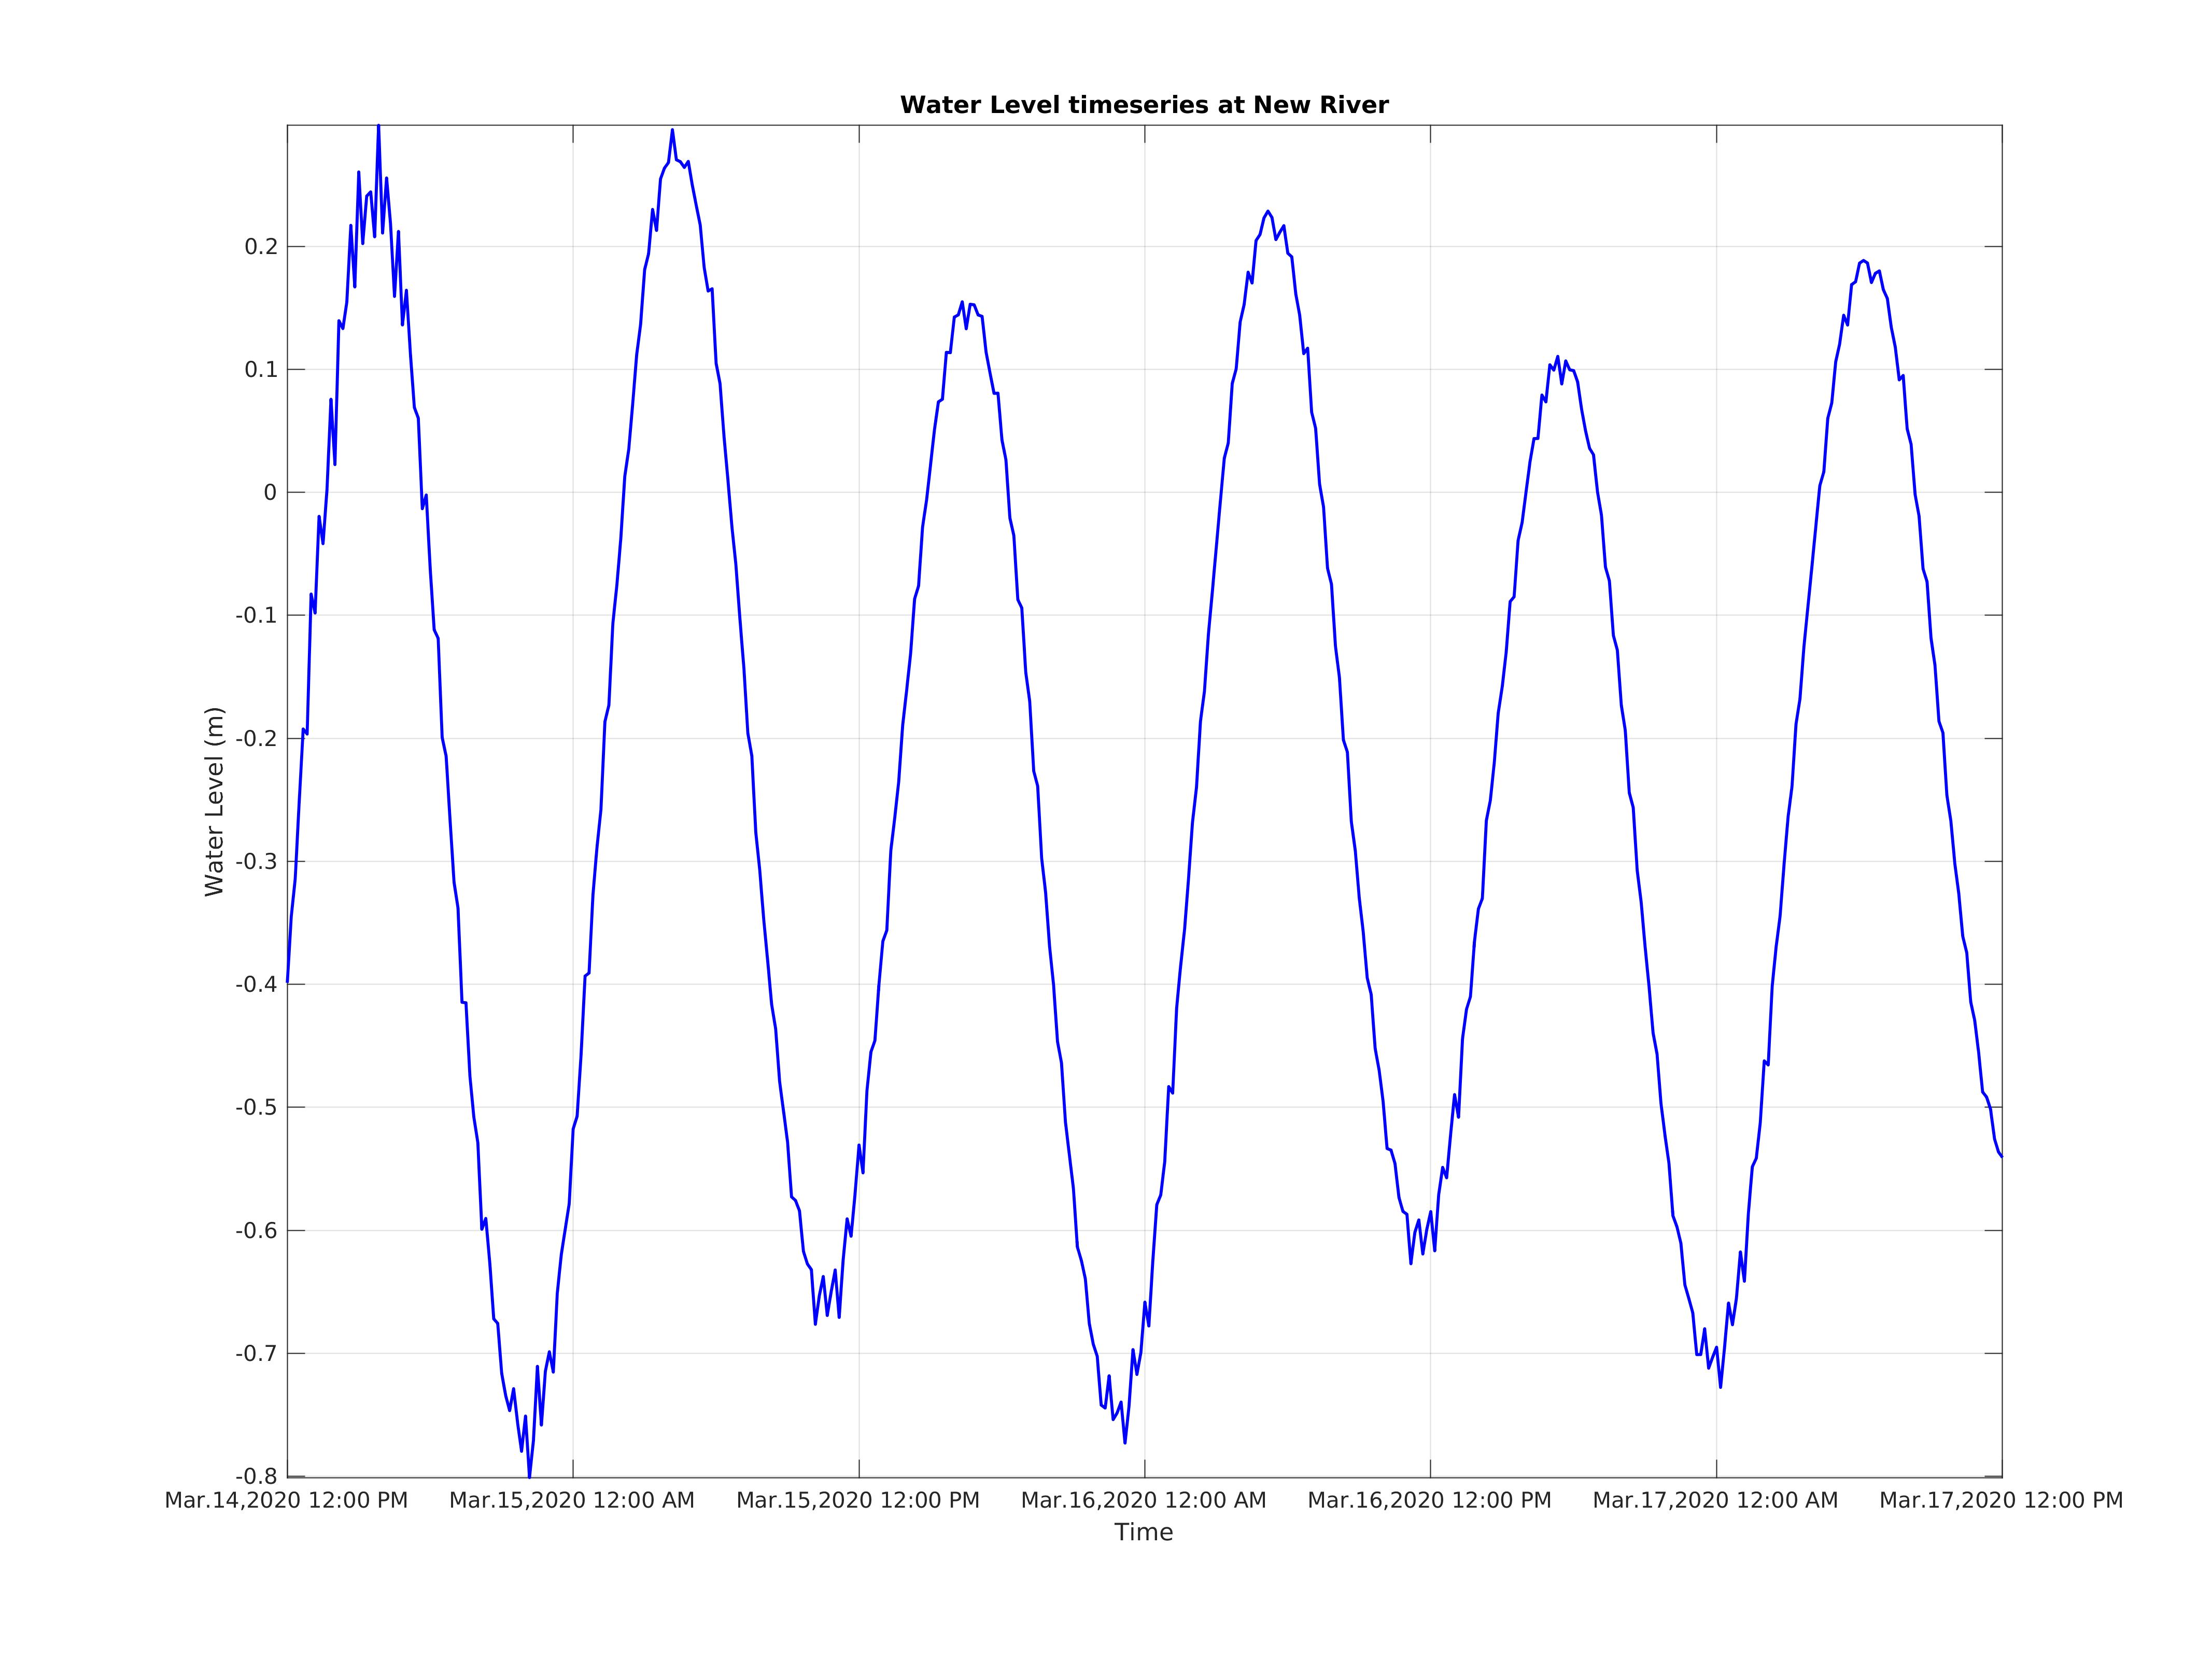 Water Level timeseries at New River
Water Level (m)
0.2
0.1
0
-0.1
-0.2
-0.3
-0.4
-0.5
-0.6
-0.7
-0.8
Mar.14,2020 12:00 PM
Mar.15,2020 12:00 AM
Mar.15,2020 12:00 PM
Mar.16,2020 12:00 AM
Mar.16,2020 12:00 PM
Mar.17,2020 12:00 AM
Mar.17,2020 12:00 PM
Time